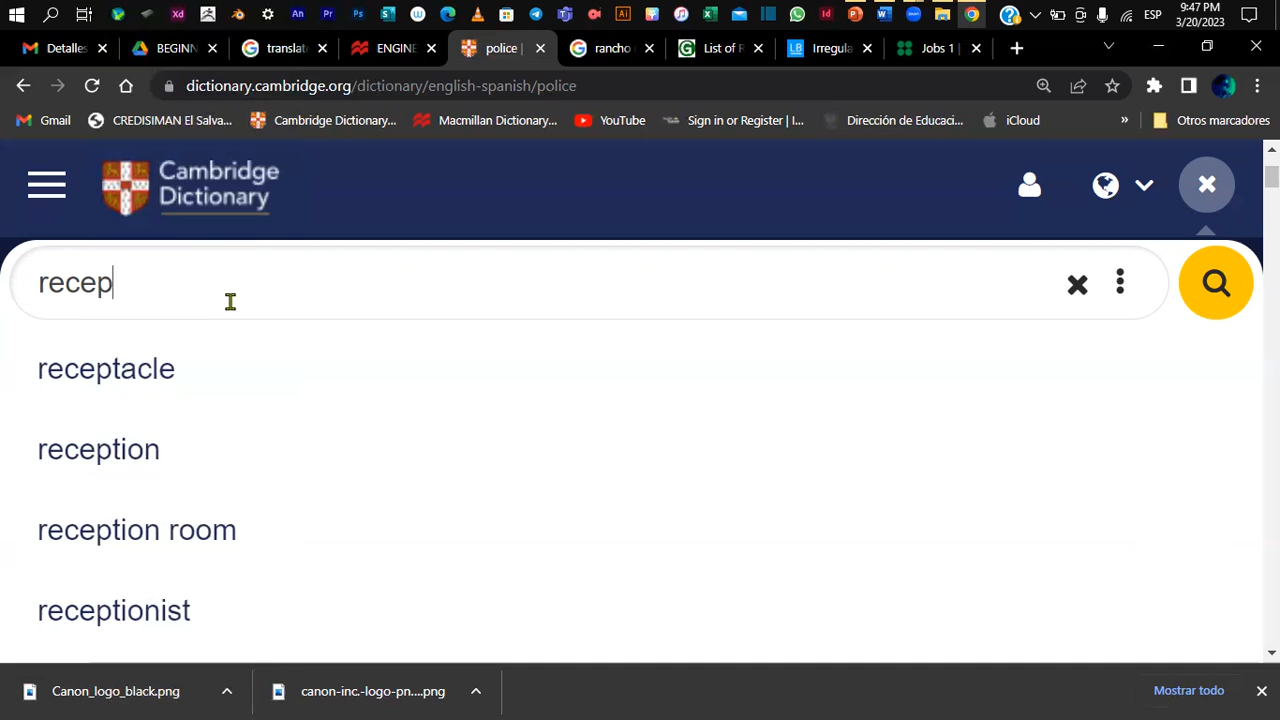 ESP
9:47 PM
3/20/2023
Detalles
BEGINN
translat
ENGINE
police |
rancho
List of R
Irregula
Jobs 1 |
dictionary.cambridge.org/dictionary/english-spanish/police
Gmail
CREDISIMAN El Salva...
Cambridge Dictionary...
Macmillan Dictionary...
YouTube
Sign in or Register | I...
Dirección de Educaci...
iCloud
»
Otros marcadores
Cambridge
Dictionary
recep
receptacle
reception
reception room
receptionist
Canon_logo_black.png
canon-inc.-logo-pn....png
Mostrar todo